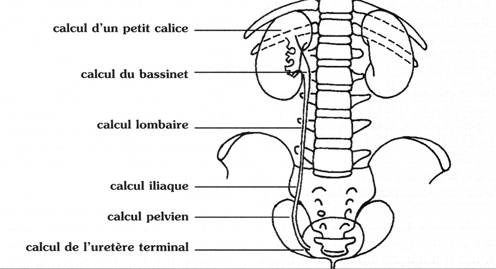 calcul d'un petit calice
calcul du bassinet
calcul lombaire
calcul iliaque
calcul pelvien
calcul de l'uretère terminal